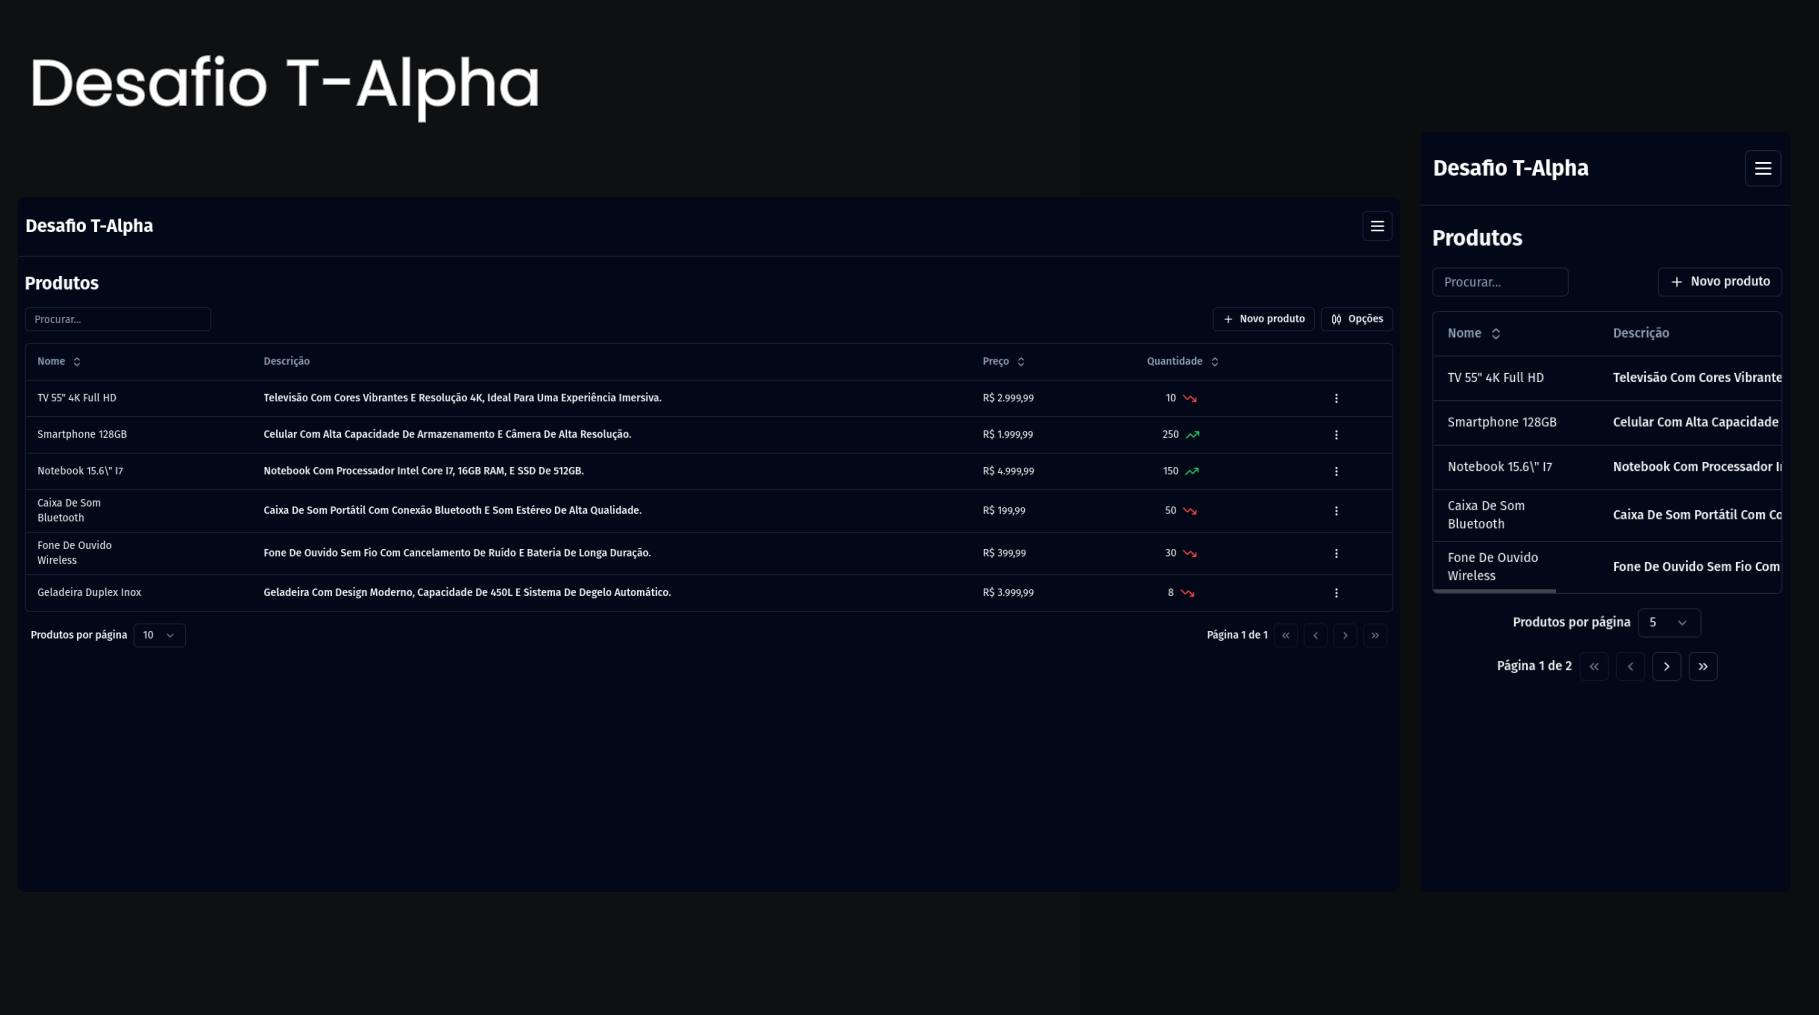 Desafio T-Alpha
Desafio T-Alpha
Produtos
Procurar...
Novo produto
Opções
Nome Descrição Preço Quantidade
TV 55" 4K Full HD Televisão Com Cores Vibrantes E Resolução 4K, Ideal Para Uma Experiência Imersiva. R$ 2.999,99 10
Smartphone 128GB Celular Com Alta Capacidade De Armazenamento E Câmera De Alta Resolução. R$ 1.999,99 250
Notebook 15.6\" I7 Notebook Com Processador Intel Core I7, 16GB RAM, E SSD De 512GB. R$ 4.999,99 150
Caixa De Som
Bluetooth
Caixa De Som Portátil Com Conexão Bluetooth E Som Estéreo De Alta Qualidade. R$ 199,99 50
Fone De Ouvido
Wireless
Fone De Ouvido Sem Fio Com Cancelamento De Ruído E Bateria De Longa Duração. R$ 399,99 30
Geladeira Duplex Inox Geladeira Com Design Moderno, Capacidade De 450L E Sistema De Degelo Automático. R$ 3.999,99 8
Produtos por página 10
Página 1 de 1
Desafio T-Alpha
Produtos
Procurar...
Novo produto
Nome Descrição
TV 55" 4K Full HD Televisão Com Cores Vibrante
Smartphone 128GB Celular Com Alta Capacidade
Notebook 15.6\" I7 Notebook Com Processador I
Caixa De Som
Bluetooth
Caixa De Som Portátil Com Co
Fone De Ouvido
Wireless
Fone De Ouvido Sem Fio Com
Produtos por página 5
Página 1 de 2